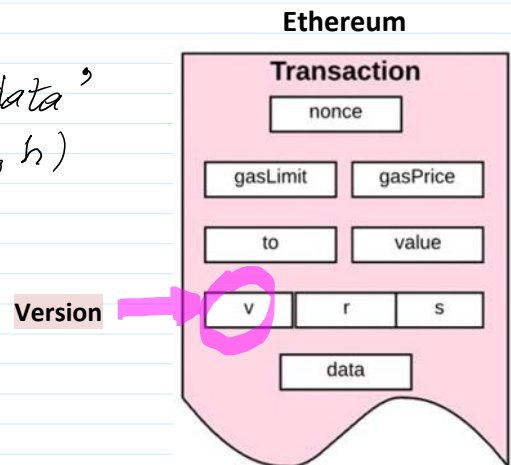 Ethereum
Transaction
data’
, h)
nonce
gasLimit gasPrice
to value
Version v r s
data